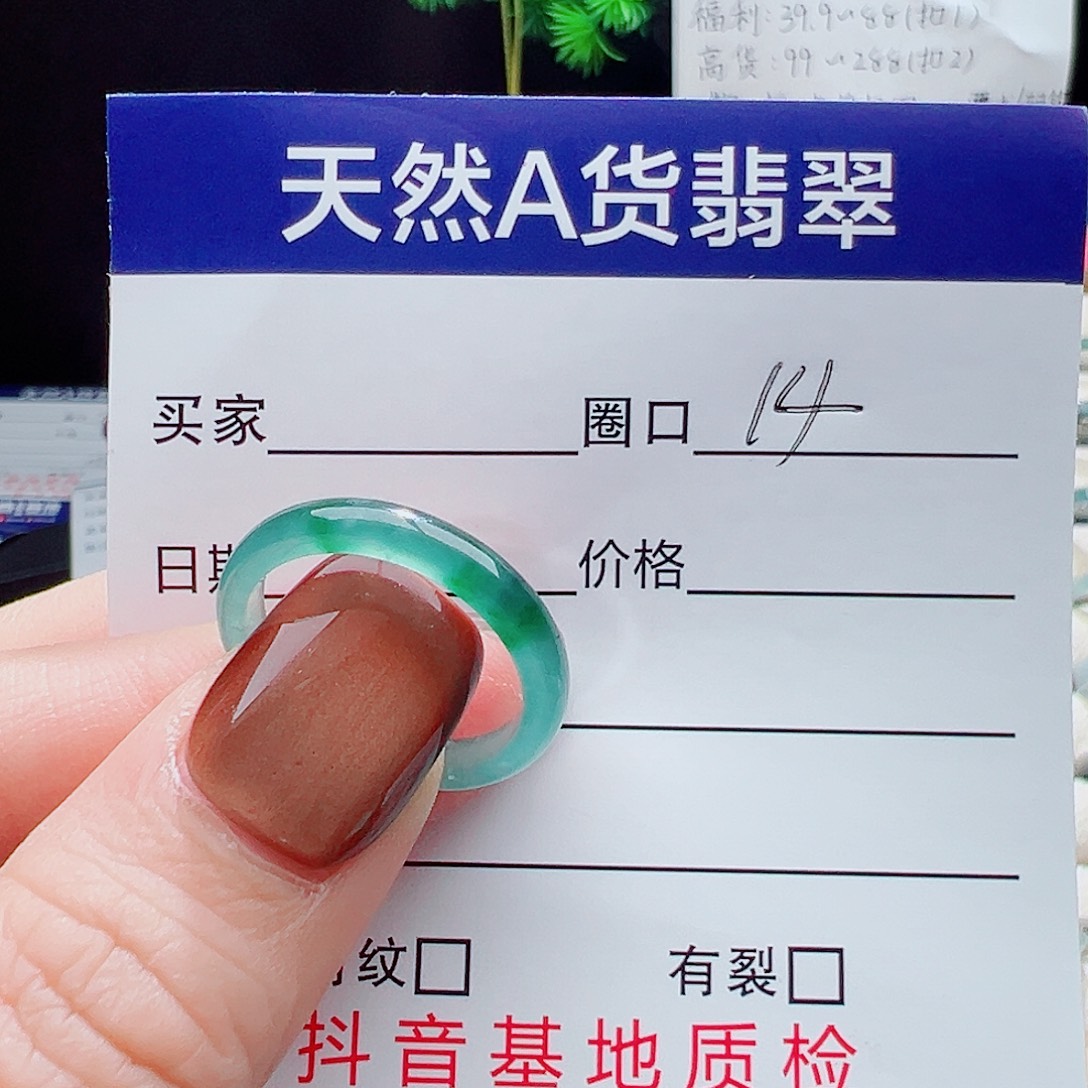 福利：39.9~88(扣1)
高货：99~288(扣2)
天然A货翡翠
买家 圈口 14
日期 价格
纹□ 有裂□
抖音基地质检